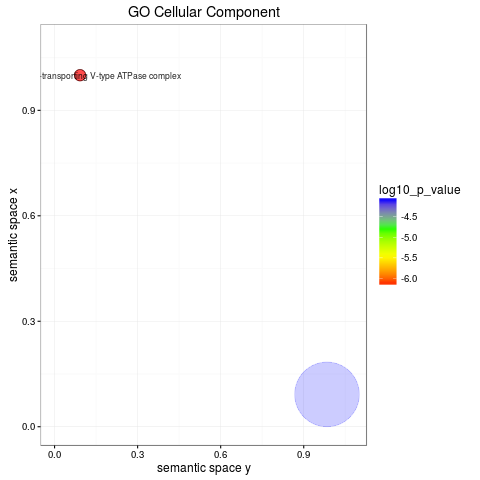 GO Cellular Component
-transporting V-type ATPase complex
semantic space x
0.9
0.6
0.3
0.0
0.0 0.3 0.6 0.9
semantic space y
log10_p_value
-4.5
-5.0
-5.5
-6.0